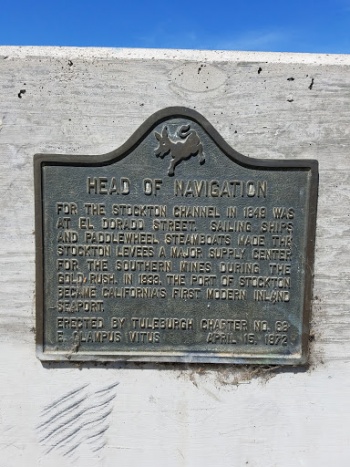 HEAD OF NAVIGATION
FOR THE STOCKTON CHANNEL IN 1849 WAS
AT EL DORADO STREET. SAILING SHIPS
AND PADDLEWHEEL STEAMBOATS MADE THE
STOCKTON LEVEES A MAJOR SUPPLY CENTER
FOR THE SOUTHERN MINES DURING THE
GOLD RUSH. IN 1933, THE PORT OF STOCKTON
BECAME CALIFORNIA'S FIRST MODERN INLAND
SEAPORT.
ERECTED BY TULEBURGH CHAPTER NO. 69
E CLAMPUS VITUS APRIL 15, 1972